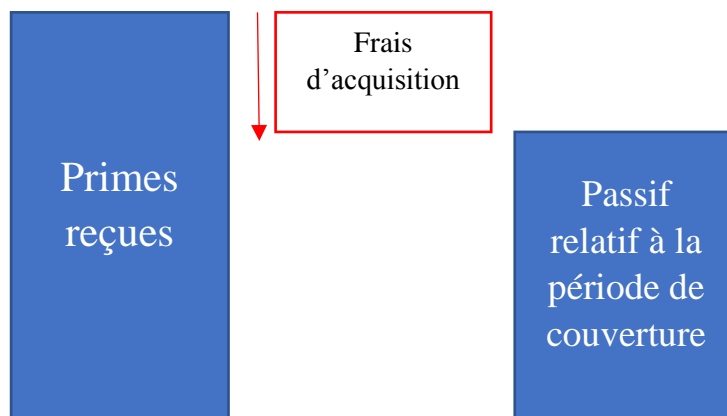 Primes
reçues
Frais
d’acquisition
Passif
relatif à la
période de
couverture